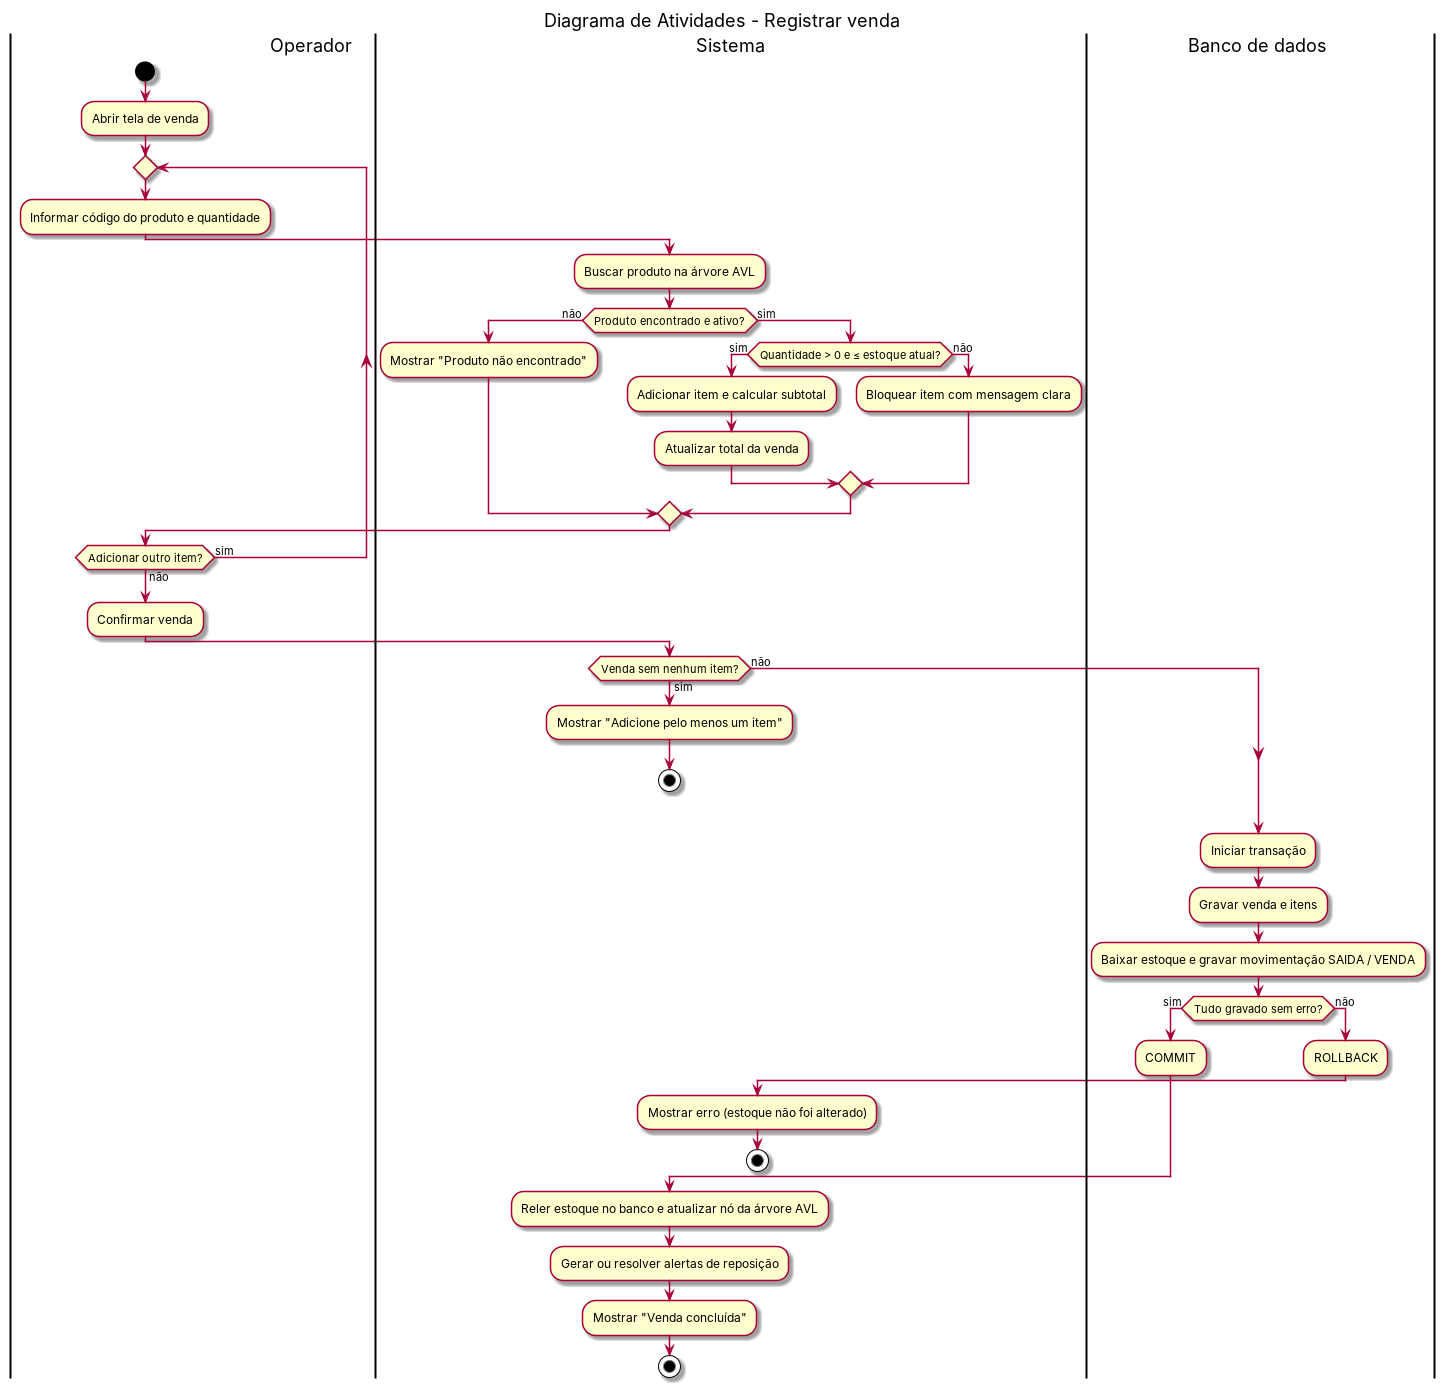 Diagrama de Atividades - Registrar venda
Operador
Sistema
Banco de dados
Abrir tela de venda
Informar código do produto e quantidade
Buscar produto na árvore AVL
não
Produto encontrado e ativo?
sim
Mostrar "Produto não encontrado"
sim
Quantidade > 0 e ≤ estoque atual?
não
Adicionar item e calcular subtotal
Bloquear item com mensagem clara
Atualizar total da venda
Adicionar outro item?
sim
não
Confirmar venda
Venda sem nenhum item?
não
sim
Mostrar "Adicione pelo menos um item"
Iniciar transação
Gravar venda e itens
Baixar estoque e gravar movimentação SAIDA / VENDA
sim
Tudo gravado sem erro?
não
COMMIT
ROLLBACK
Mostrar erro (estoque não foi alterado)
Reler estoque no banco e atualizar nó da árvore AVL
Gerar ou resolver alertas de reposição
Mostrar "Venda concluída"